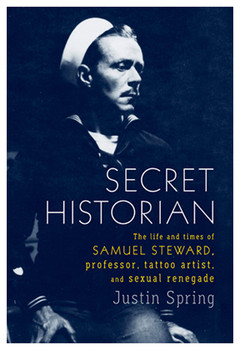 SECRET
HISTORIAN
The life and times of
SAMUEL STEWARD,
professor, tattoo artist,
and sexual renegade
Justin Spring